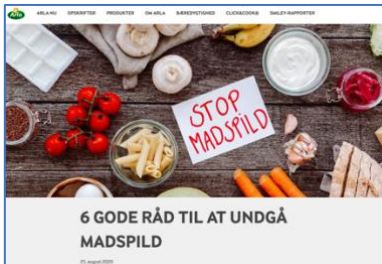 Arla
ARLA NU OPSKRIFTER PRODUKTER OM ARLA BÆREDYGTIGHED CLICK&COOK® SMILEY-RAPPORTER
STOP
MADSPILD
6 GODE RÅD TIL AT UNDGÅ
MADSPILD